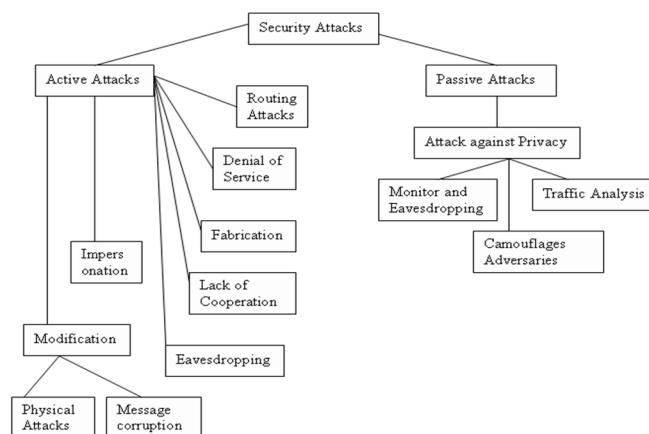 Security Attacks
Active Attacks
Passive Attacks
Routing
Attacks
Attack against Privacy
Denial of
Service
Monitor and
Eavesdropping
Traffic Analysis
Fabrication
Camouflages
Adversaries
Impers
onation
Lack of
Cooperation
Modification
Eavesdropping
Physical
Attacks
Message
corruption